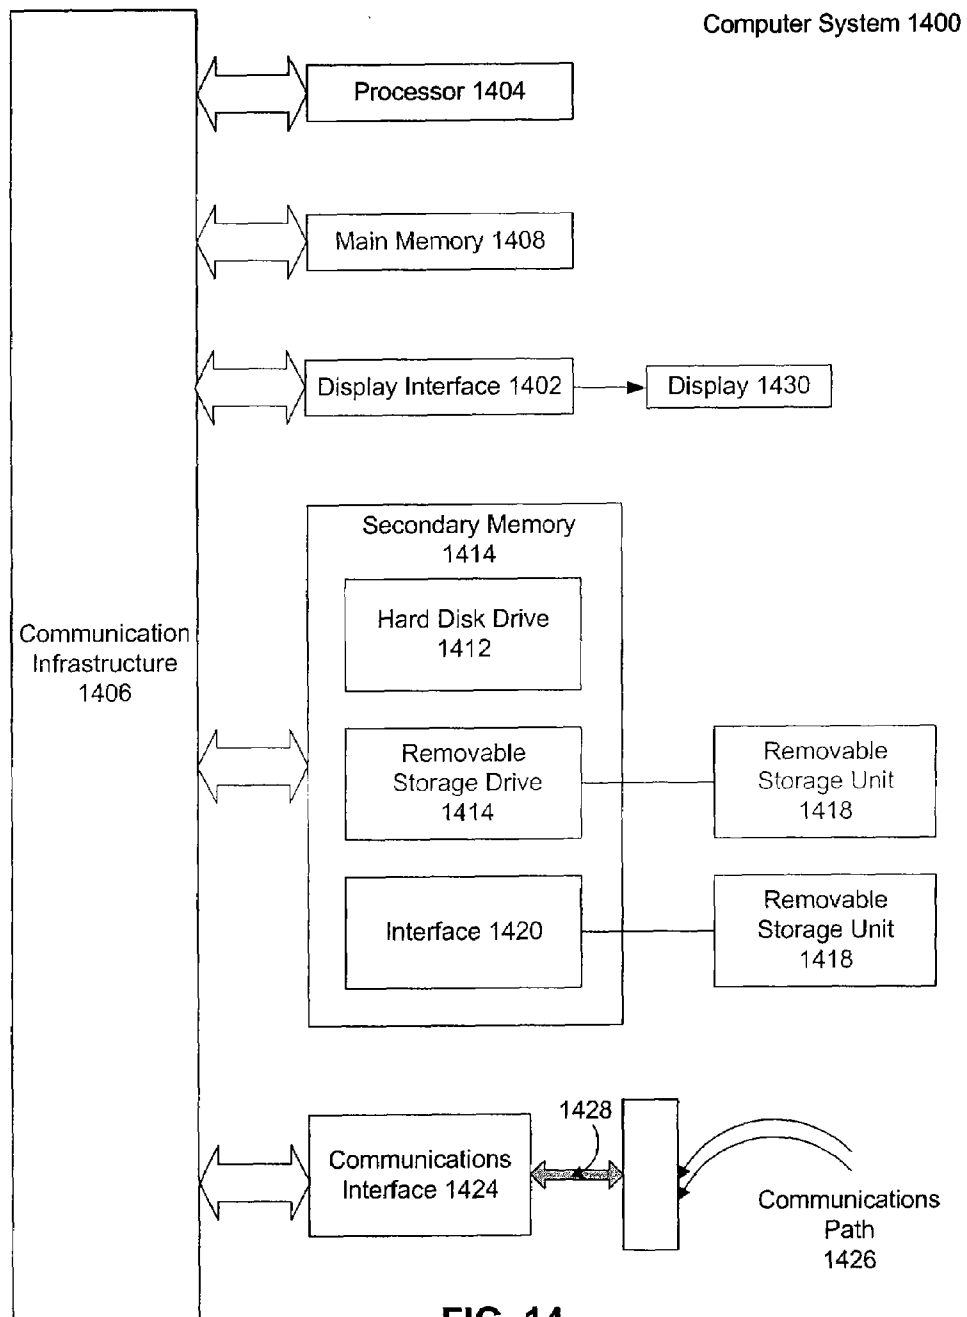 Computer System 1400
Processor 1404
Main Memory 1408
Display Interface 1402
Display 1430
Secondary Memory
1414
Hard Disk Drive
1412
Communication
Infrastructure
1406
Removable
Storage Drive
1414
Removable
Storage Unit
1418
Interface 1420
Removable
Storage Unit
1418
1428
Communications
Interface 1424
Communications
Path
1426
FIG. 14